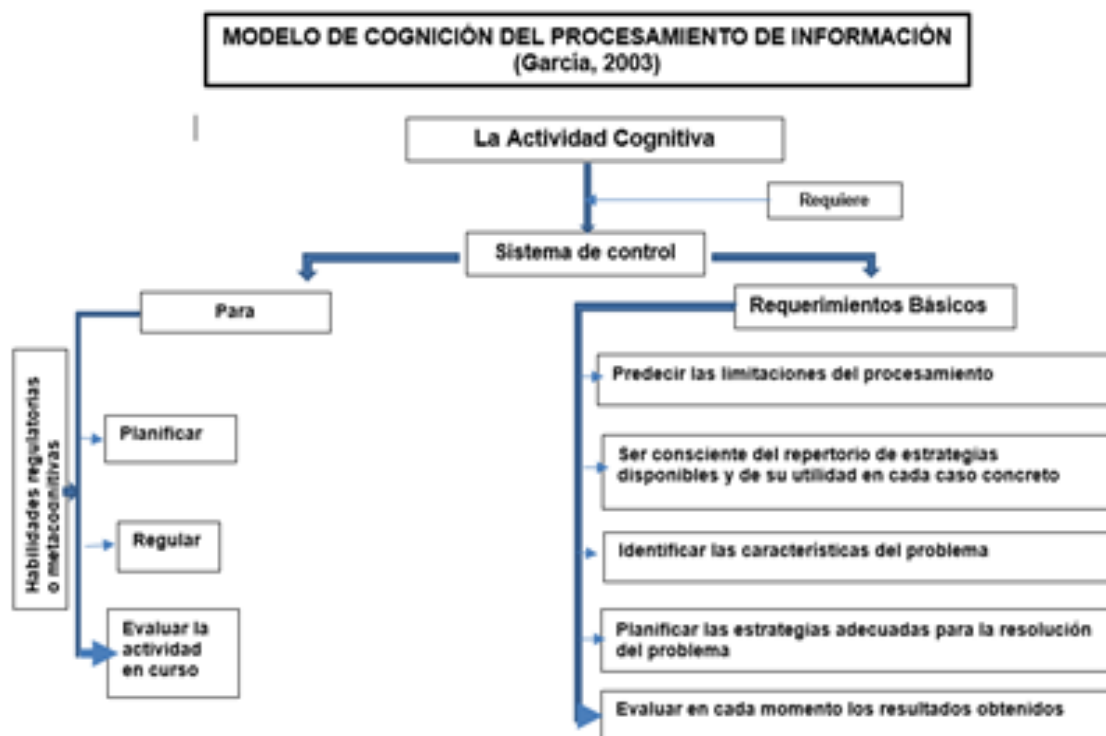 MODELO DE COGNICIÓN DEL PROCESAMIENTO DE INFORMACIÓN
(García, 2003)
La Actividad Cognitiva
Requiere
Sistema de control
Para
Requerimientos Básicos
Habilidades regulatorias
o metacognitivas
Planificar
Regular
Evaluar la
actividad
en curso
Predecir las limitaciones del procesamiento
Ser consciente del repertorio de estrategias
disponibles y de su utilidad en cada caso concreto
Identificar las características del problema
Planificar las estrategias adecuadas para la resolución
del problema
Evaluar en cada momento los resultados obtenidos